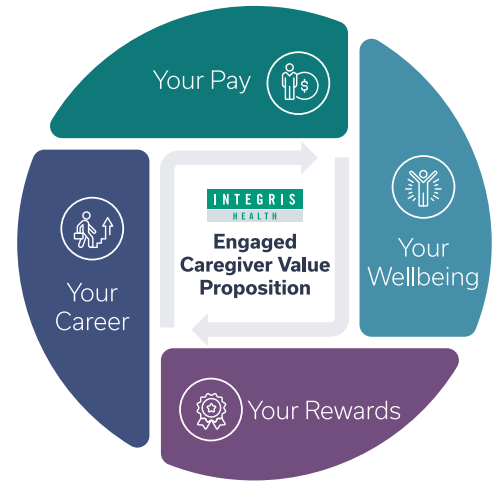 Your Pay
$
INTEGRIS
HEALTH
Engaged
Caregiver Value
Proposition
Your
Wellbeing
Your
Career
Your Rewards